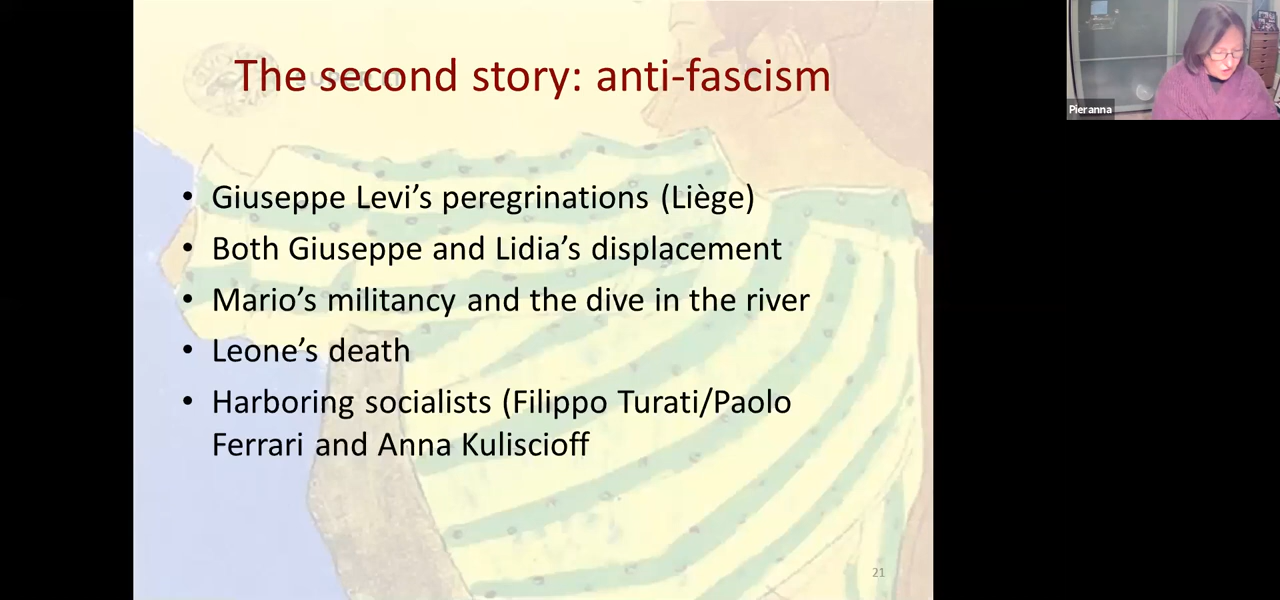 The second story: anti-fascism
• Giuseppe Levi’s peregrinations (Liège)
• Both Giuseppe and Lidia’s displacement
• Mario’s militancy and the dive in the river
• Leone’s death
• Harboring socialists (Filippo Turati/Paolo
Ferrari and Anna Kuliscioff
21
Pieranna